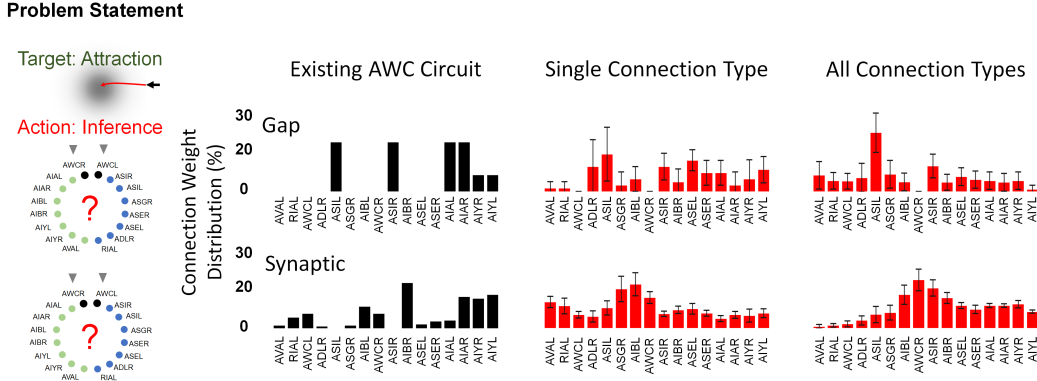 Problem Statement
Target: Attraction
Action: Inference
AWCR AWCL
AIAL ASIR
AIAR ASIL
AIBL ASGR
AIBR ASER
AIYL ASEL
AIYR ADLR
AVAL RIAL
?
AWCR AWCL
AIAL ASIR
AIAR ASIL
AIBL ASGR
AIBR ASER
AIYL ASEL
AIYR ADLR
AVAL RIAL
?
Existing AWC Circuit Single Connection Type All Connection Types
Connection Weight
Distribution (%)
Gap
30
20
0
AVAL RIAL AWCL ADLR ASIL ASGR AIBL AWCR ASIR AIBR ASEL ASER AIAL AIAR AIYR AIYL
AVAL RIAL AWCL ADLR ASIL ASGR AIBL AWCR ASIR AIBR ASEL ASER AIAL AIAR AIYR AIYL
AVAL RIAL AWCL ADLR ASIL ASGR AIBL AWCR ASIR AIBR ASEL ASER AIAL AIAR AIYR AIYL
Synaptic
30
20
0
AVAL RIAL AWCL ADLR ASIL ASGR AIBL AWCR ASIR AIBR ASEL ASER AIAL AIAR AIYR AIYL
AVAL RIAL AWCL ADLR ASIL ASGR AIBL AWCR ASIR AIBR ASEL ASER AIAL AIAR AIYR AIYL
AVAL RIAL AWCL ADLR ASIL ASGR AIBL AWCR ASIR AIBR ASEL ASER AIAL AIAR AIYR AIYL